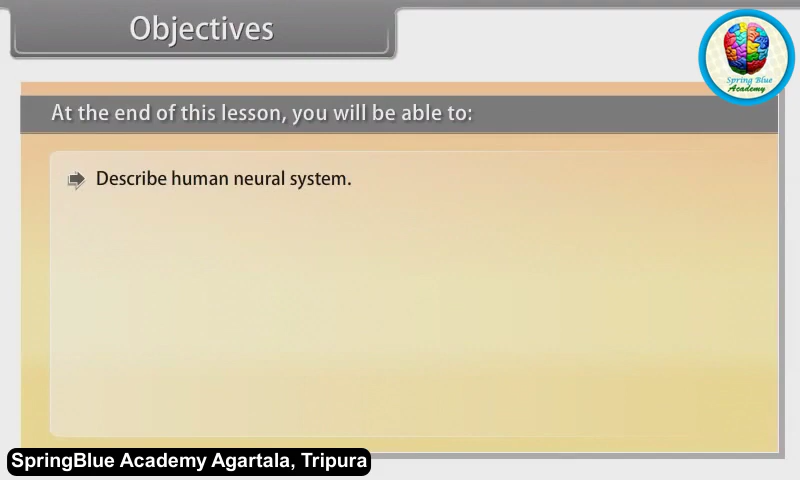 Objectives
Spring Blue
Academy
At the end of this lesson, you will be able to:
Describe human neural system.
SpringBlue Academy Agartala, Tripura